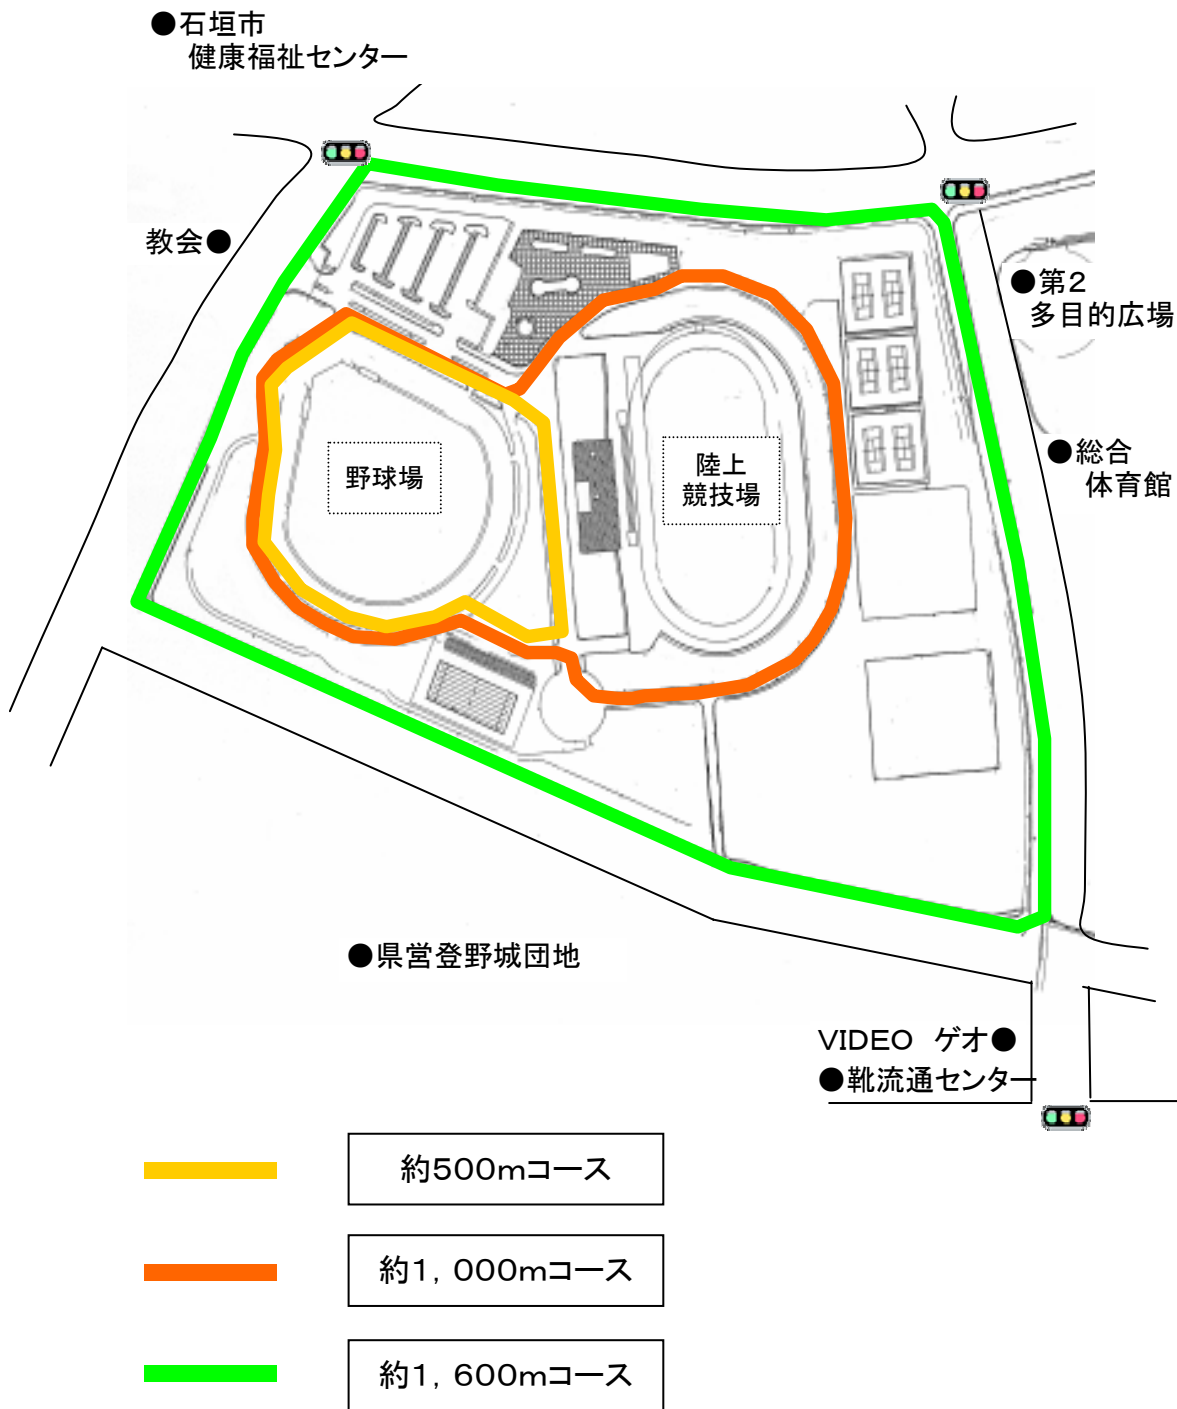 ●石垣市
健康福祉センター
教会●
●第2
多目的広場
●総合
体育館
野球場
陸上
競技場
●県営登野城団地
VIDEO ゲオ●
●靴流通センター
約500mコース
約1,000mコース
約1,600mコース